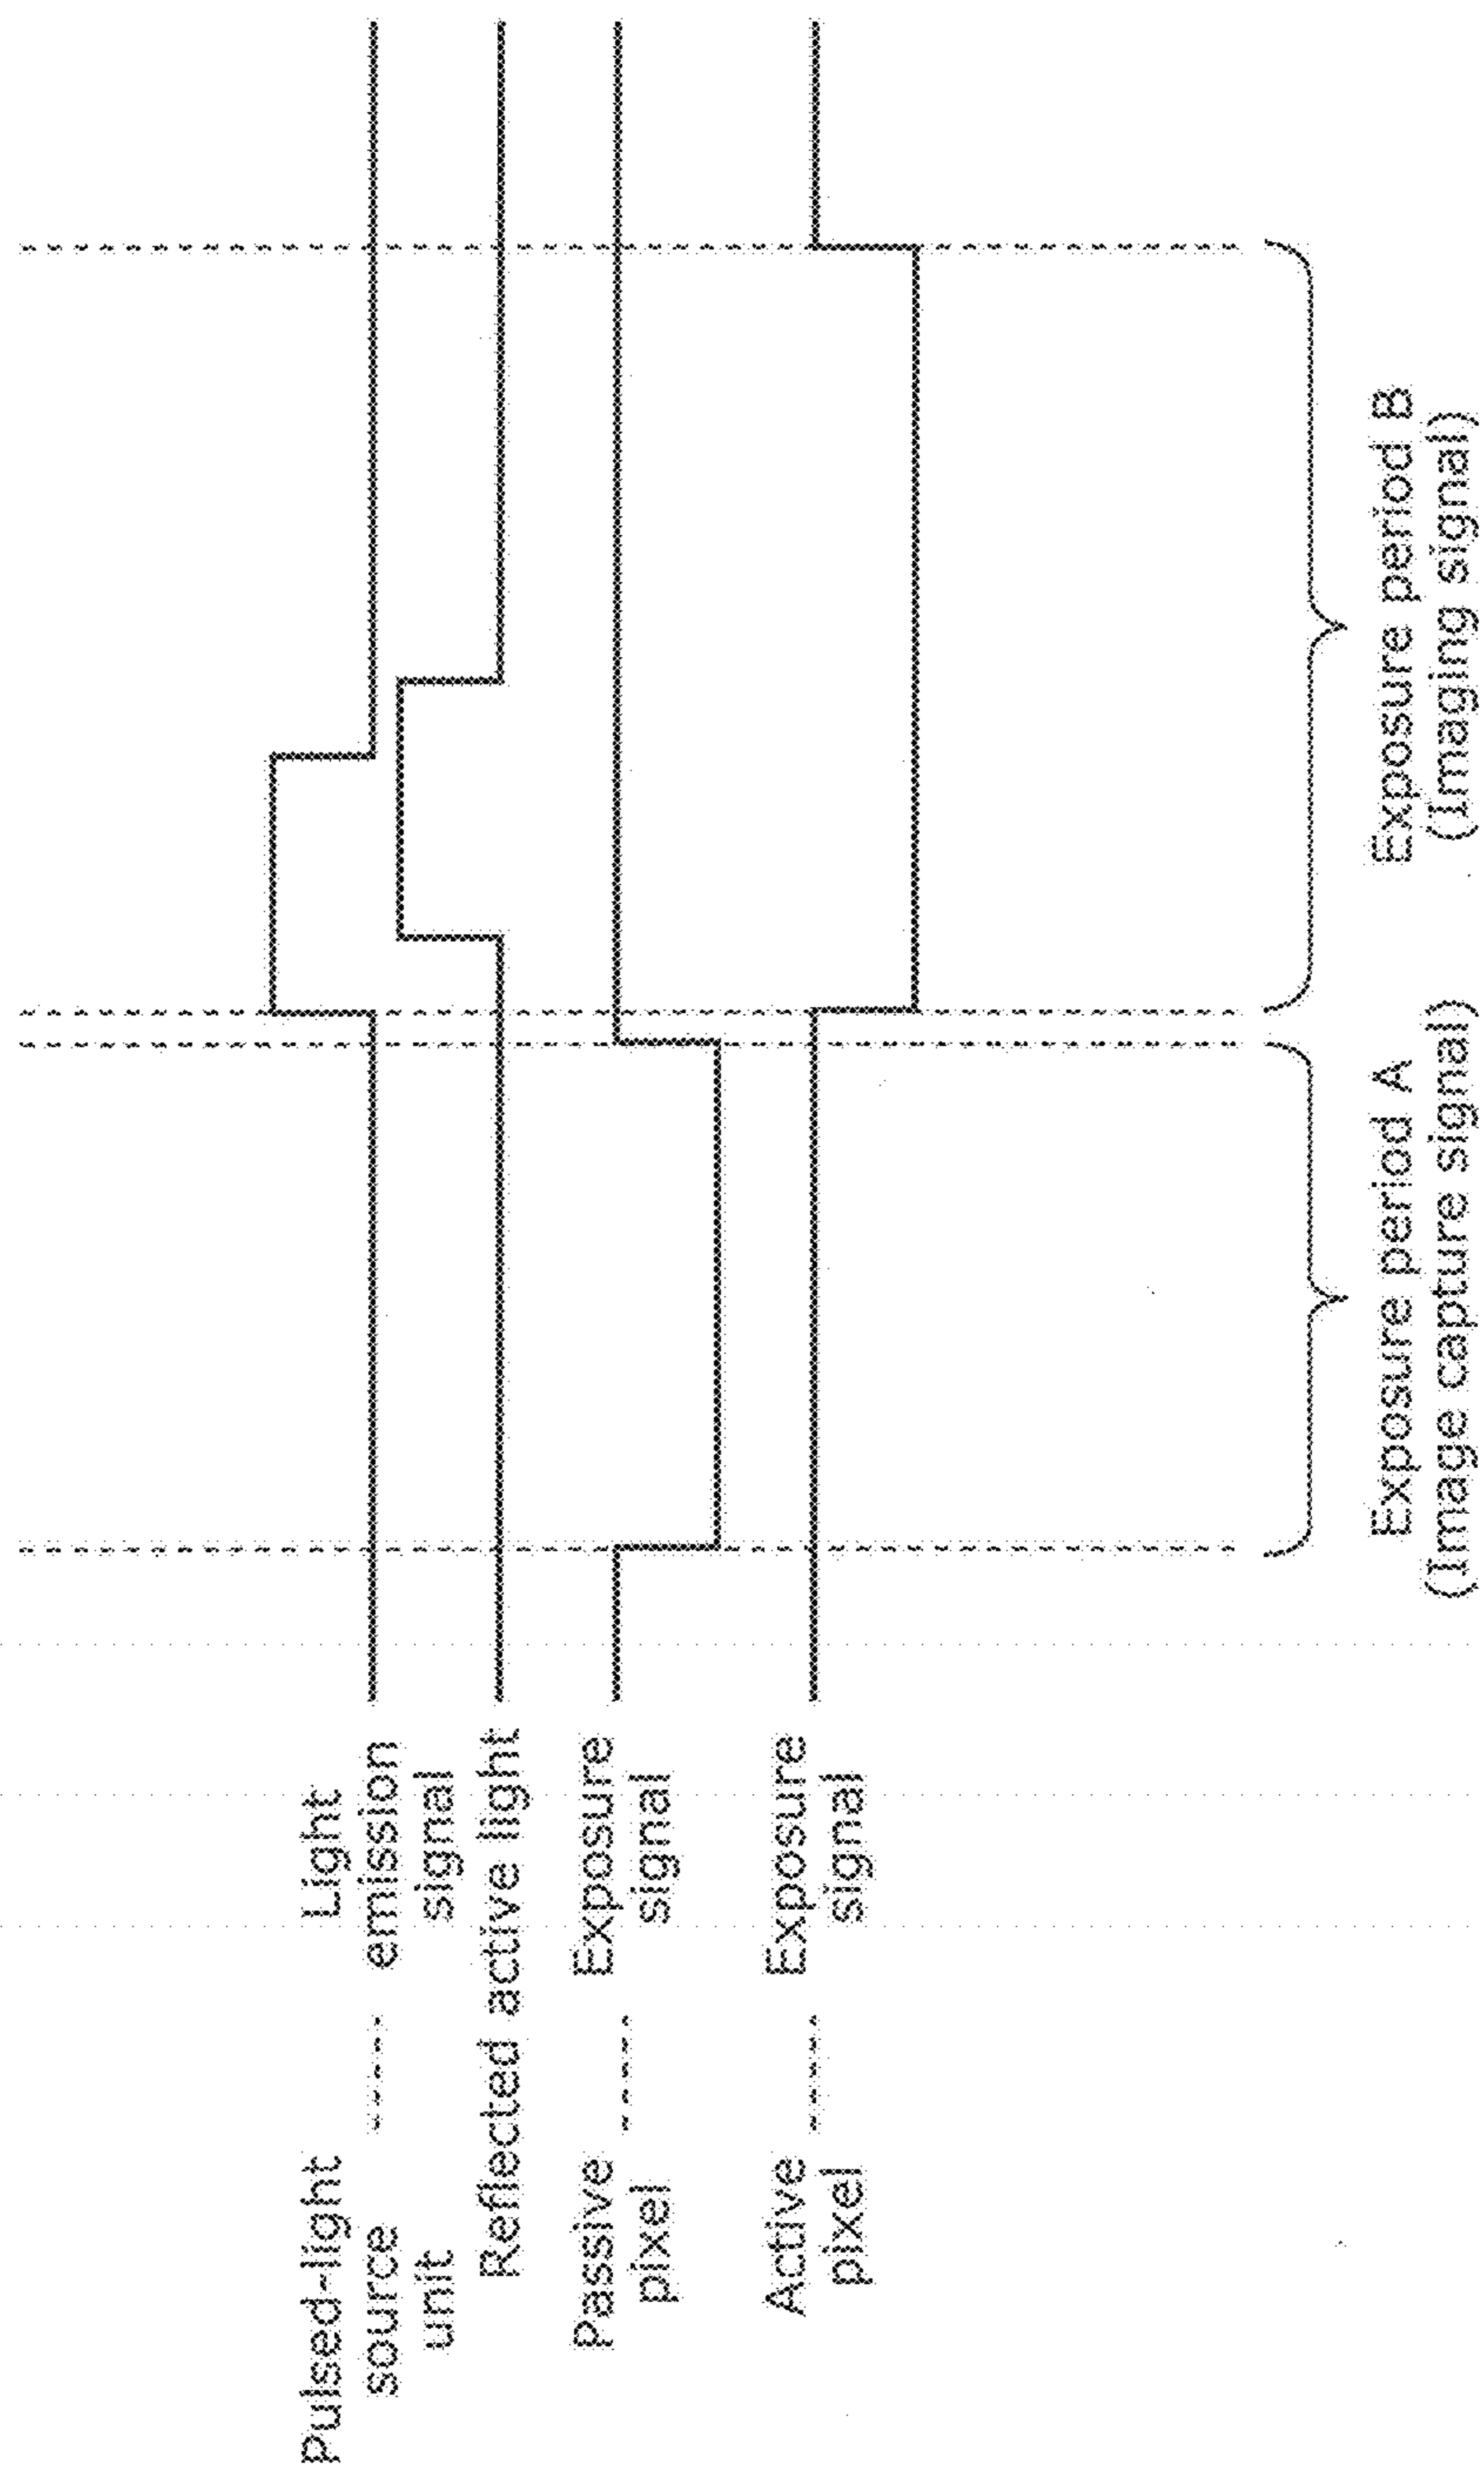 Pulsed-light
source
unit
Light
emission
signal
Reflected active light
Passive
pixel
Exposure
signal
Active
pixel
Exposure
signal
Exposure period A
(Image capture signal)
Exposure period B
(Imaging signal)